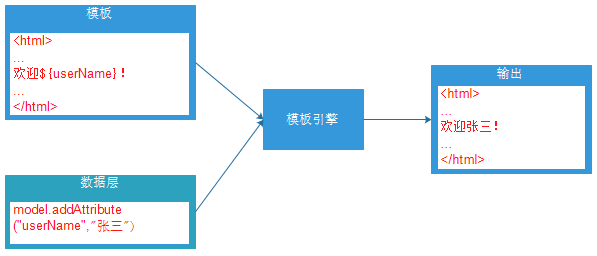 模板
<html>
...
欢迎${userName}!
...
</html>
数据层
model.addAttribute
("userName","张三")
模板引擎
输出
<html>
...
欢迎张三!
...
</html>